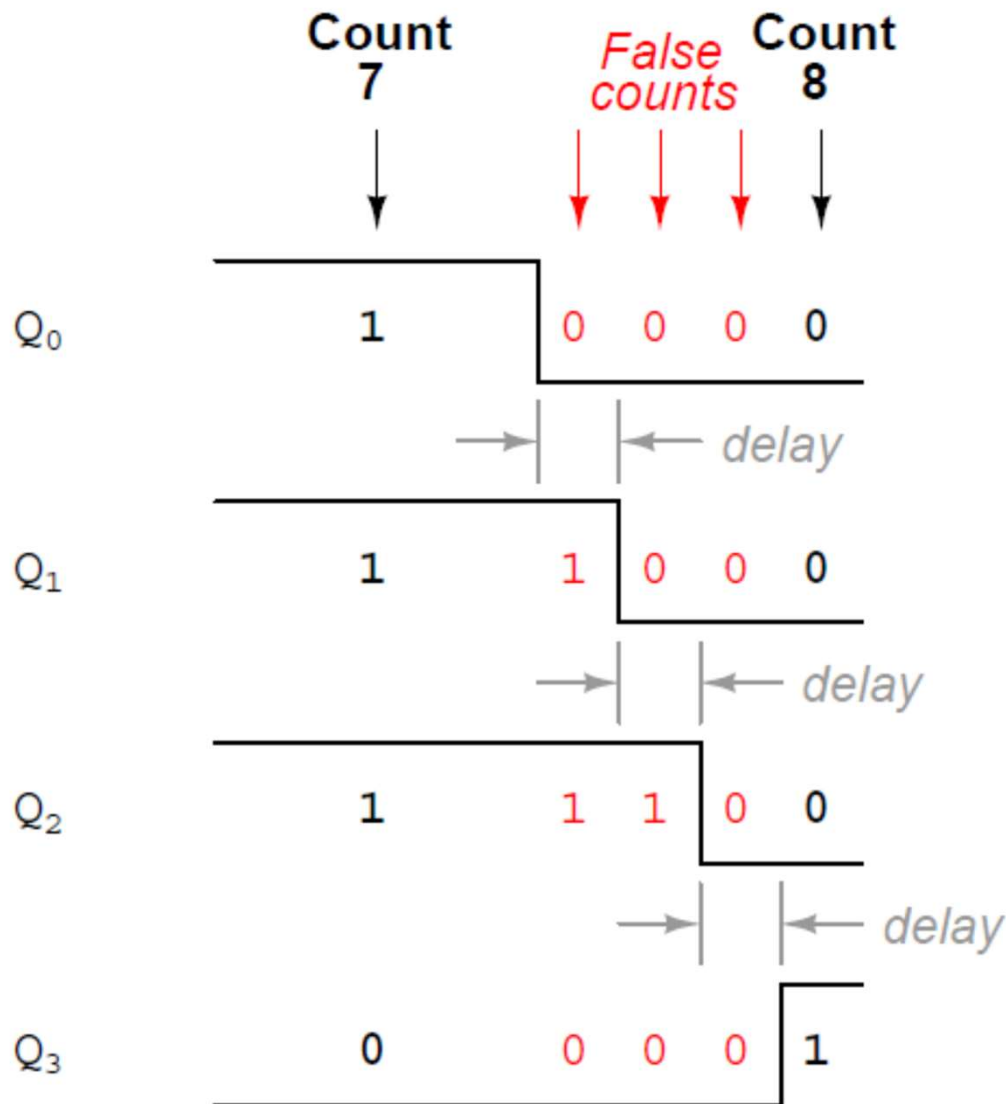 Count False Count
7 counts 8
Q0 1 0 0 0 0
delay
Q1 1 1 0 0 0
delay
Q2 1 1 1 0 0
delay
Q3 0 0 0 0 1